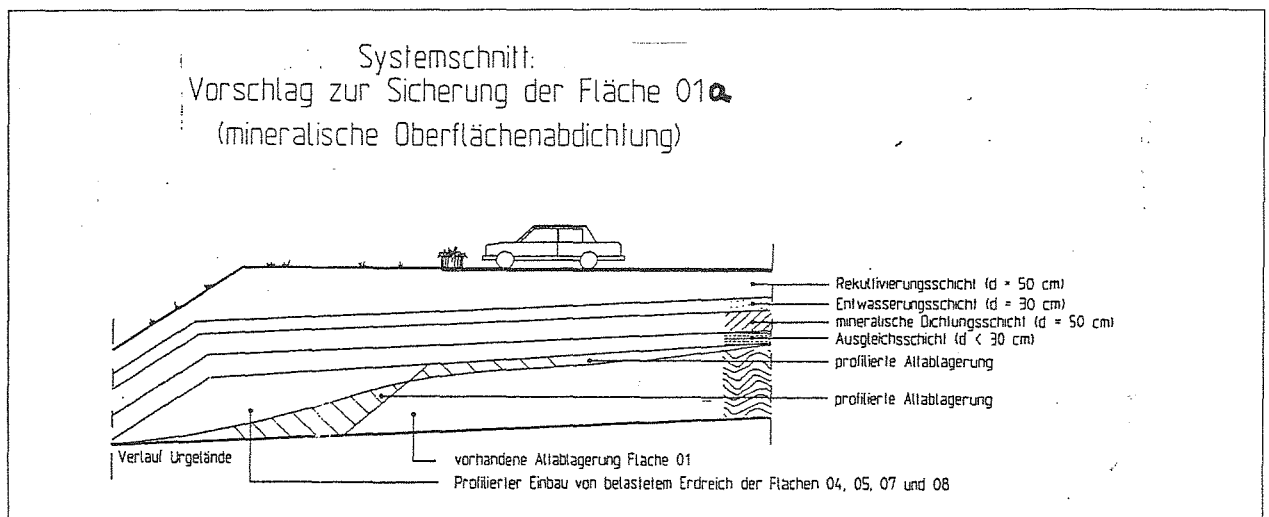 Systemschnitt:
Vorschlag zur Sicherung der Fläche 01a
(mineralische Oberflächenabdichtung)
Rekultivierungsschicht (d = 50 cm)
Entwässerungsschicht (d = 30 cm)
mineralische Dichtungsschicht (d = 50 cm)
Ausgleichsschicht (d < 30 cm)
profilierte Altablagerung
profilierte Altablagerung
Verlauf Urgelände
vorhandene Altablagerung Fläche 01
Profilierter Einbau von belastetem Erdreich der Flächen 04, 05, 07 und 08